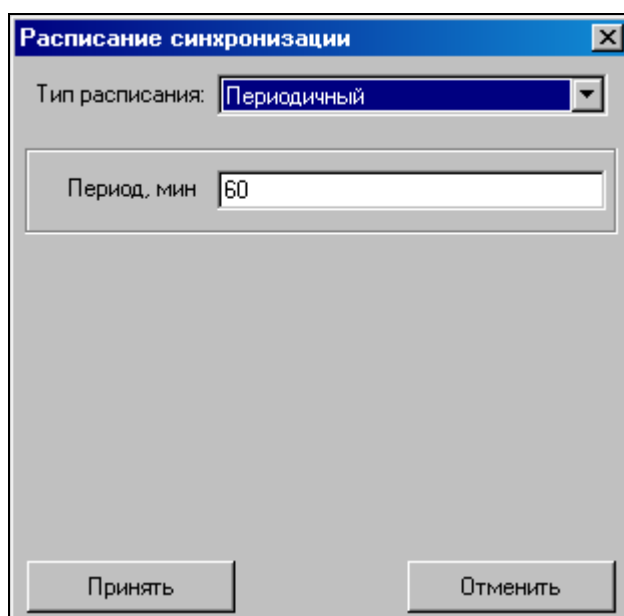 Расписание синхронизации
Тип расписания: Периодичный
Период, мин 60
Принять Отменить